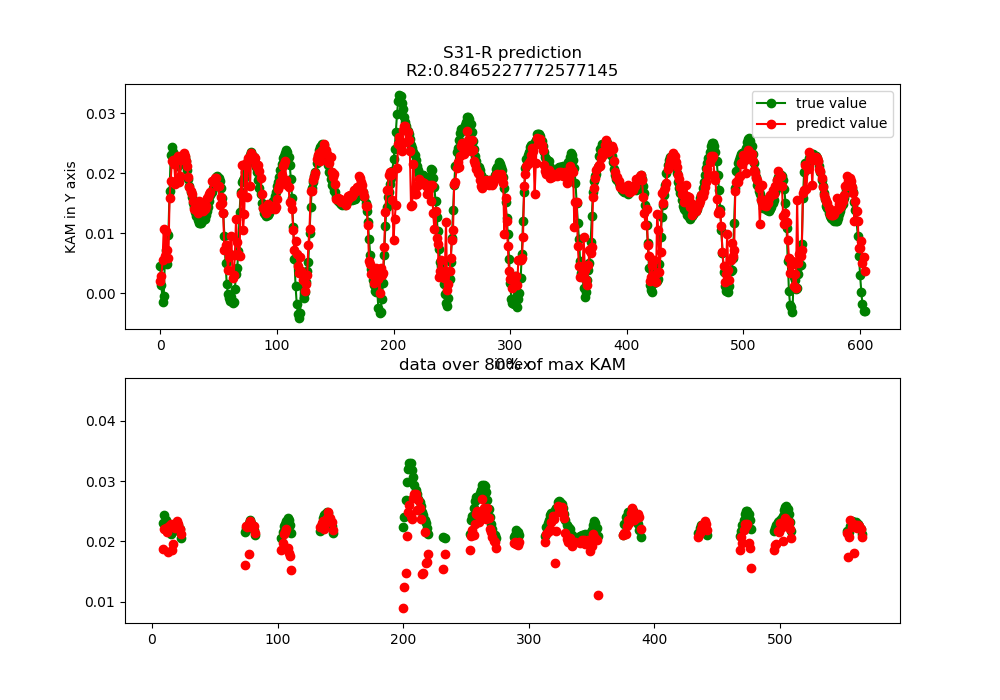 S31-R prediction
R2:0.8465227772577145
true value
predict value
KAM in Y axis
0.03
0.02
0.01
0.00
0 100 200 300 400 500 600
index
data over 80% of max KAM
0.04
0.03
0.02
0.01
0 100 200 300 400 500